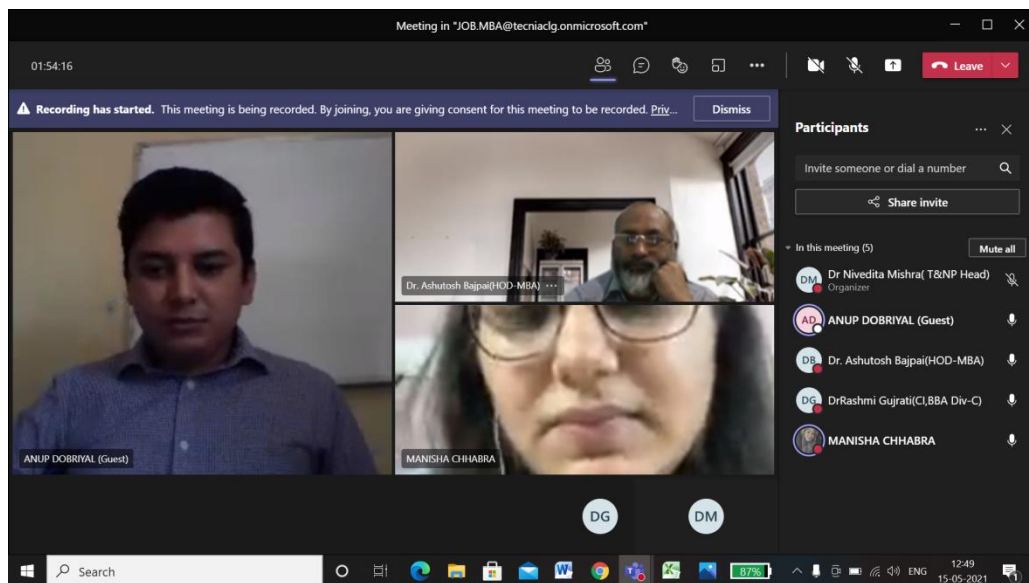 Meeting in "JOB.MBA@tecniaclg.onmicrosoft.com"
01:54:16
Leave
Recording has started. This meeting is being recorded. By joining, you are giving consent for this meeting to be recorded. Priv...
Dismiss
Participants
Invite someone or dial a number
Share invite
In this meeting (5)
Mute all
DM
Dr Nivedita Mishra( T&NP Head)
Organizer
AD
ANUP DOBRIYAL (Guest)
DB
Dr. Ashutosh Bajpai(HOD-MBA)
DG
DrRashmi Gujrati(CI,BBA Div-C)
MANISHA CHHABRA
Dr. Ashutosh Bajpai(HOD-MBA) ...
ANUP DOBRIYAL (Guest)
MANISHA CHHABRA
DG
DM
Search
87%
ENG
12:49
15-05-2021